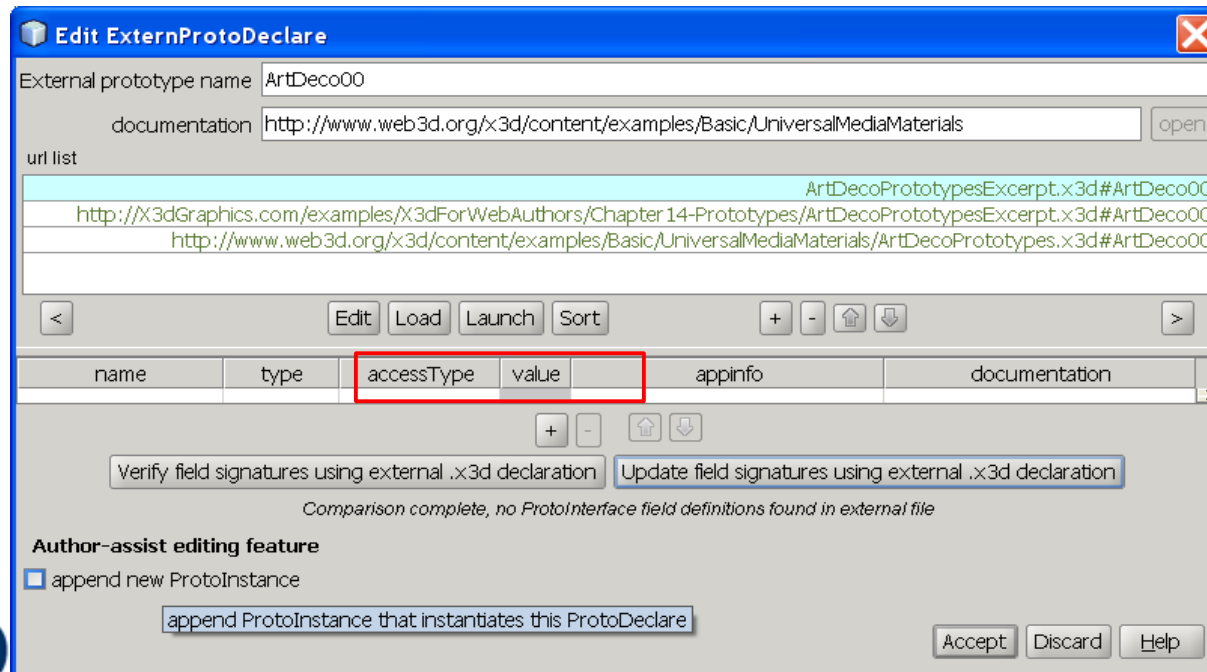 Edit ExternProtoDeclare
External prototype name ArtDeco00
documentation http://www.web3d.org/x3d/content/examples/Basic/UniversalMediaMaterials open
url list
ArtDecoPrototypesExcerpt.x3d#ArtDeco00
http://X3dGraphics.com/examples/X3dForWebAuthors/Chapter14-Prototypes/ArtDecoPrototypesExcerpt.x3d#ArtDeco00
http://www.web3d.org/x3d/content/examples/Basic/UniversalMediaMaterials/ArtDecoPrototypes.x3d#ArtDeco00
< Edit Load Launch Sort + - >
name type accessType value appinfo documentation
+ -
Verify field signatures using external .x3d declaration Update field signatures using external .x3d declaration
Comparison complete, no ProtoInterface field definitions found in external file
Author-assist editing feature
append new ProtoInstance
append ProtoInstance that instantiates this ProtoDeclare
Accept Discard Help